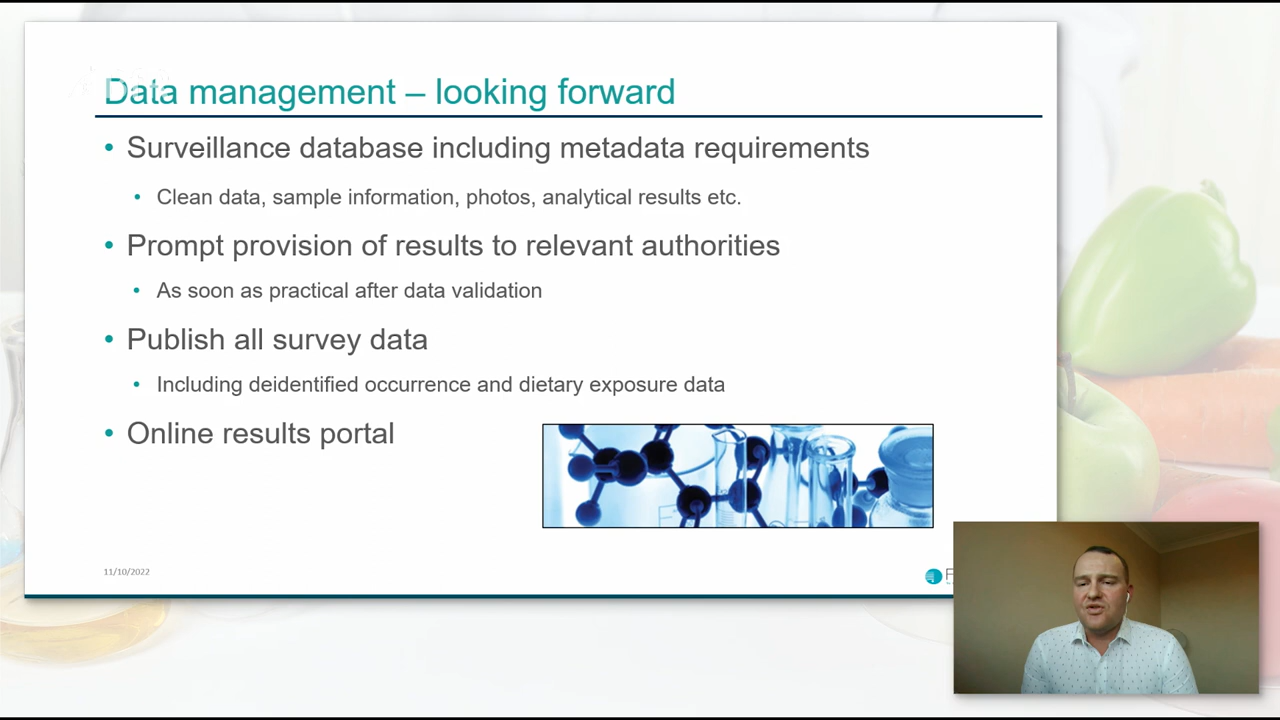 Data management – looking forward
• Surveillance database including metadata requirements
• Clean data, sample information, photos, analytical results etc.
• Prompt provision of results to relevant authorities
• As soon as practical after data validation
• Publish all survey data
• Including deidentified occurrence and dietary exposure data
• Online results portal
11/10/2022